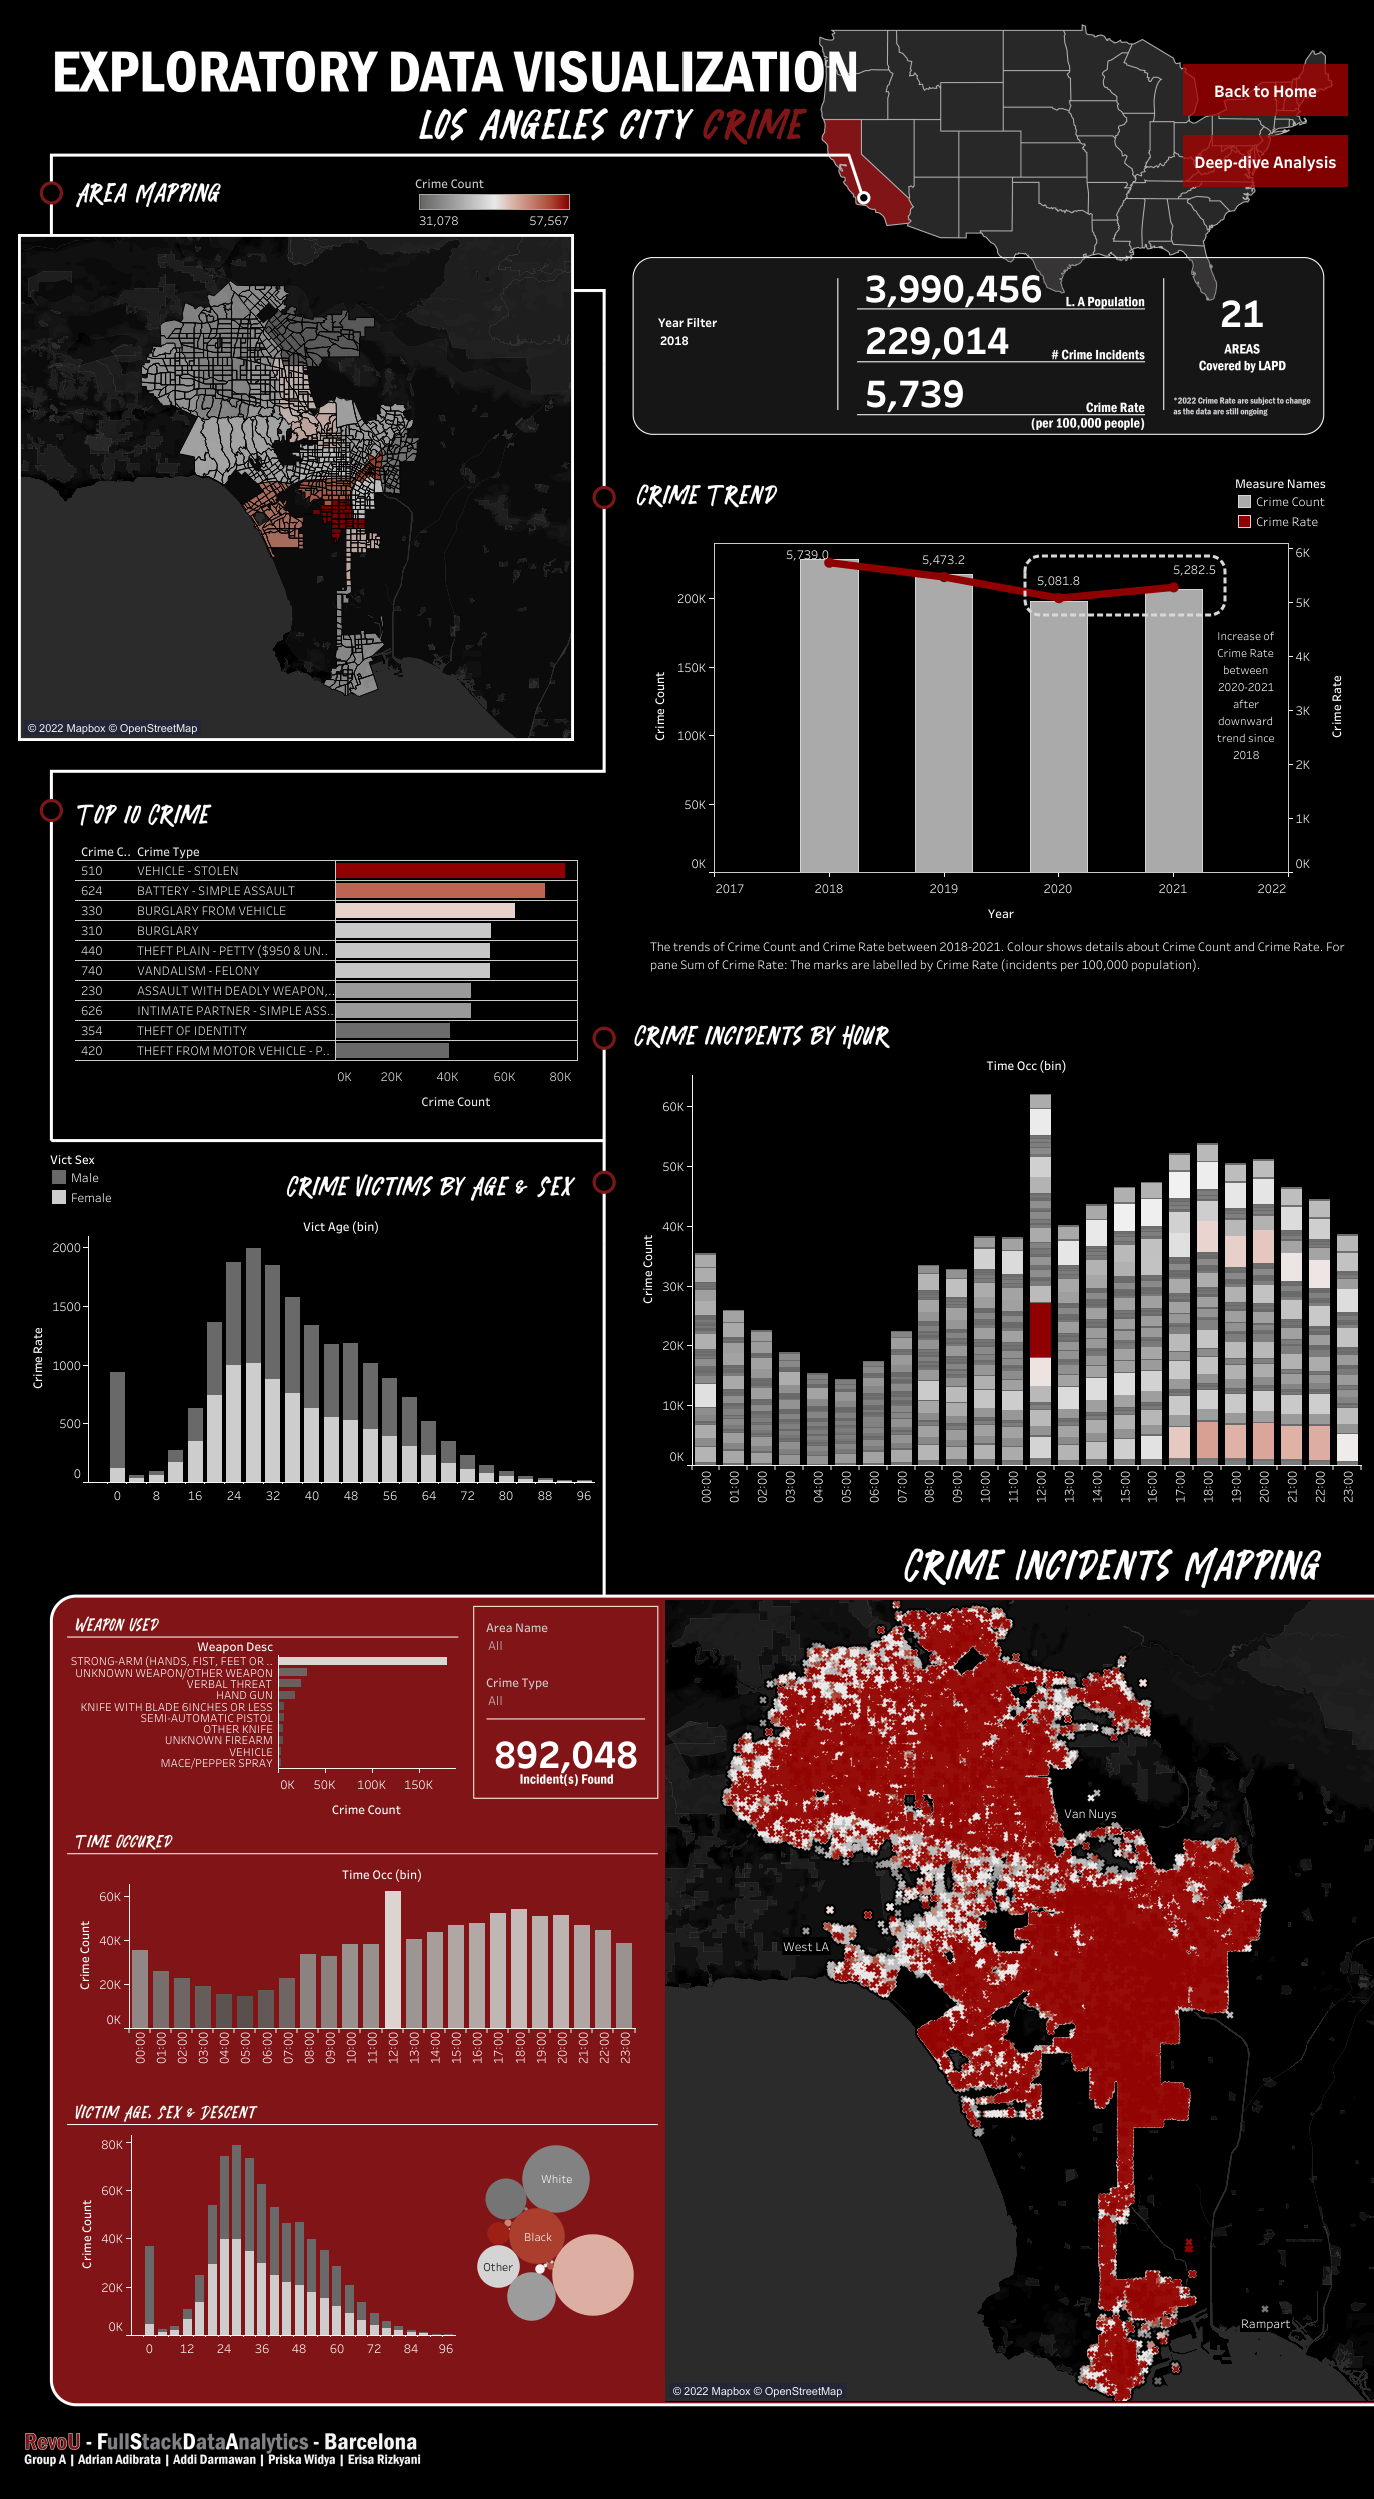 EXPLORATORY DATA VISUALIZATION
LOS ANGELES CITY CRIME
Back to Home
Deep-dive Analysis
AREA MAPPING
Crime Count
31,078 57,567
© 2022 Mapbox © OpenStreetMap
Year Filter
2018
3,990,456
L. A Population
229,014
# Crime Incidents
5,739
Crime Rate
(per 100,000 people)
21
AREAS
Covered by LAPD
*2022 Crime Rate are subject to change
as the data are still ongoing
CRIME TREND
Measure Names
Crime Count
Crime Rate
5,739.0
5,473.2
5,081.8
5,282.5
200K
150K
100K
50K
0K
Crime Count
6K
5K
4K
3K
2K
1K
0K
Crime Rate
Increase of
Crime Rate
between
2020-2021
after
downward
trend since
2018
2017 2018 2019 2020 2021 2022
Year
The trends of Crime Count and Crime Rate between 2018-2021. Colour shows details about Crime Count and Crime Rate. For
pane Sum of Crime Rate: The marks are labelled by Crime Rate (incidents per 100,000 population).
TOP 10 CRIME
Crime C.. Crime Type
510 VEHICLE - STOLEN
624 BATTERY - SIMPLE ASSAULT
330 BURGLARY FROM VEHICLE
310 BURGLARY
440 THEFT PLAIN - PETTY ($950 & UN..
740 VANDALISM - FELONY
230 ASSAULT WITH DEADLY WEAPON,..
626 INTIMATE PARTNER - SIMPLE ASS..
354 THEFT OF IDENTITY
420 THEFT FROM MOTOR VEHICLE - P..
0K 20K 40K 60K 80K
Crime Count
CRIME INCIDENTS BY HOUR
Time Occ (bin)
60K
50K
40K
30K
20K
10K
0K
Crime Count
00:00 01:00 02:00 03:00 04:00 05:00 06:00 07:00 08:00 09:00 10:00 11:00 12:00 13:00 14:00 15:00 16:00 17:00 18:00 19:00 20:00 21:00 22:00 23:00
Vict Sex
Male
Female
CRIME VICTIMS BY AGE & SEX
Vict Age (bin)
2000
1500
1000
500
0
Crime Rate
0 8 16 24 32 40 48 56 64 72 80 88 96
CRIME INCIDENTS MAPPING
WEAPON USED
Weapon Desc
STRONG-ARM (HANDS, FIST, FEET OR ..
UNKNOWN WEAPON/OTHER WEAPON
VERBAL THREAT
HAND GUN
KNIFE WITH BLADE 6INCHES OR LESS
SEMI-AUTOMATIC PISTOL
OTHER KNIFE
UNKNOWN FIREARM
VEHICLE
MACE/PEPPER SPRAY
0K 50K 100K 150K
Crime Count
Area Name
All
Crime Type
All
892,048
Incident(s) Found
TIME OCCURED
Time Occ (bin)
60K
40K
20K
0K
Crime Count
00:00 01:00 02:00 03:00 04:00 05:00 06:00 07:00 08:00 09:00 10:00 11:00 12:00 13:00 14:00 15:00 16:00 17:00 18:00 19:00 20:00 21:00 22:00 23:00
VICTIM AGE, SEX & DESCENT
80K
60K
40K
20K
0K
Crime Count
0 12 24 36 48 60 72 84 96
White
Black
Other
Van Nuys
West LA
Rampart
© 2022 Mapbox © OpenStreetMap
RevoU - FullStackDataAnalytics - Barcelona
Group A | Adrian Adibrata | Addi Darmawan | Priska Widya | Erisa Rizkyani